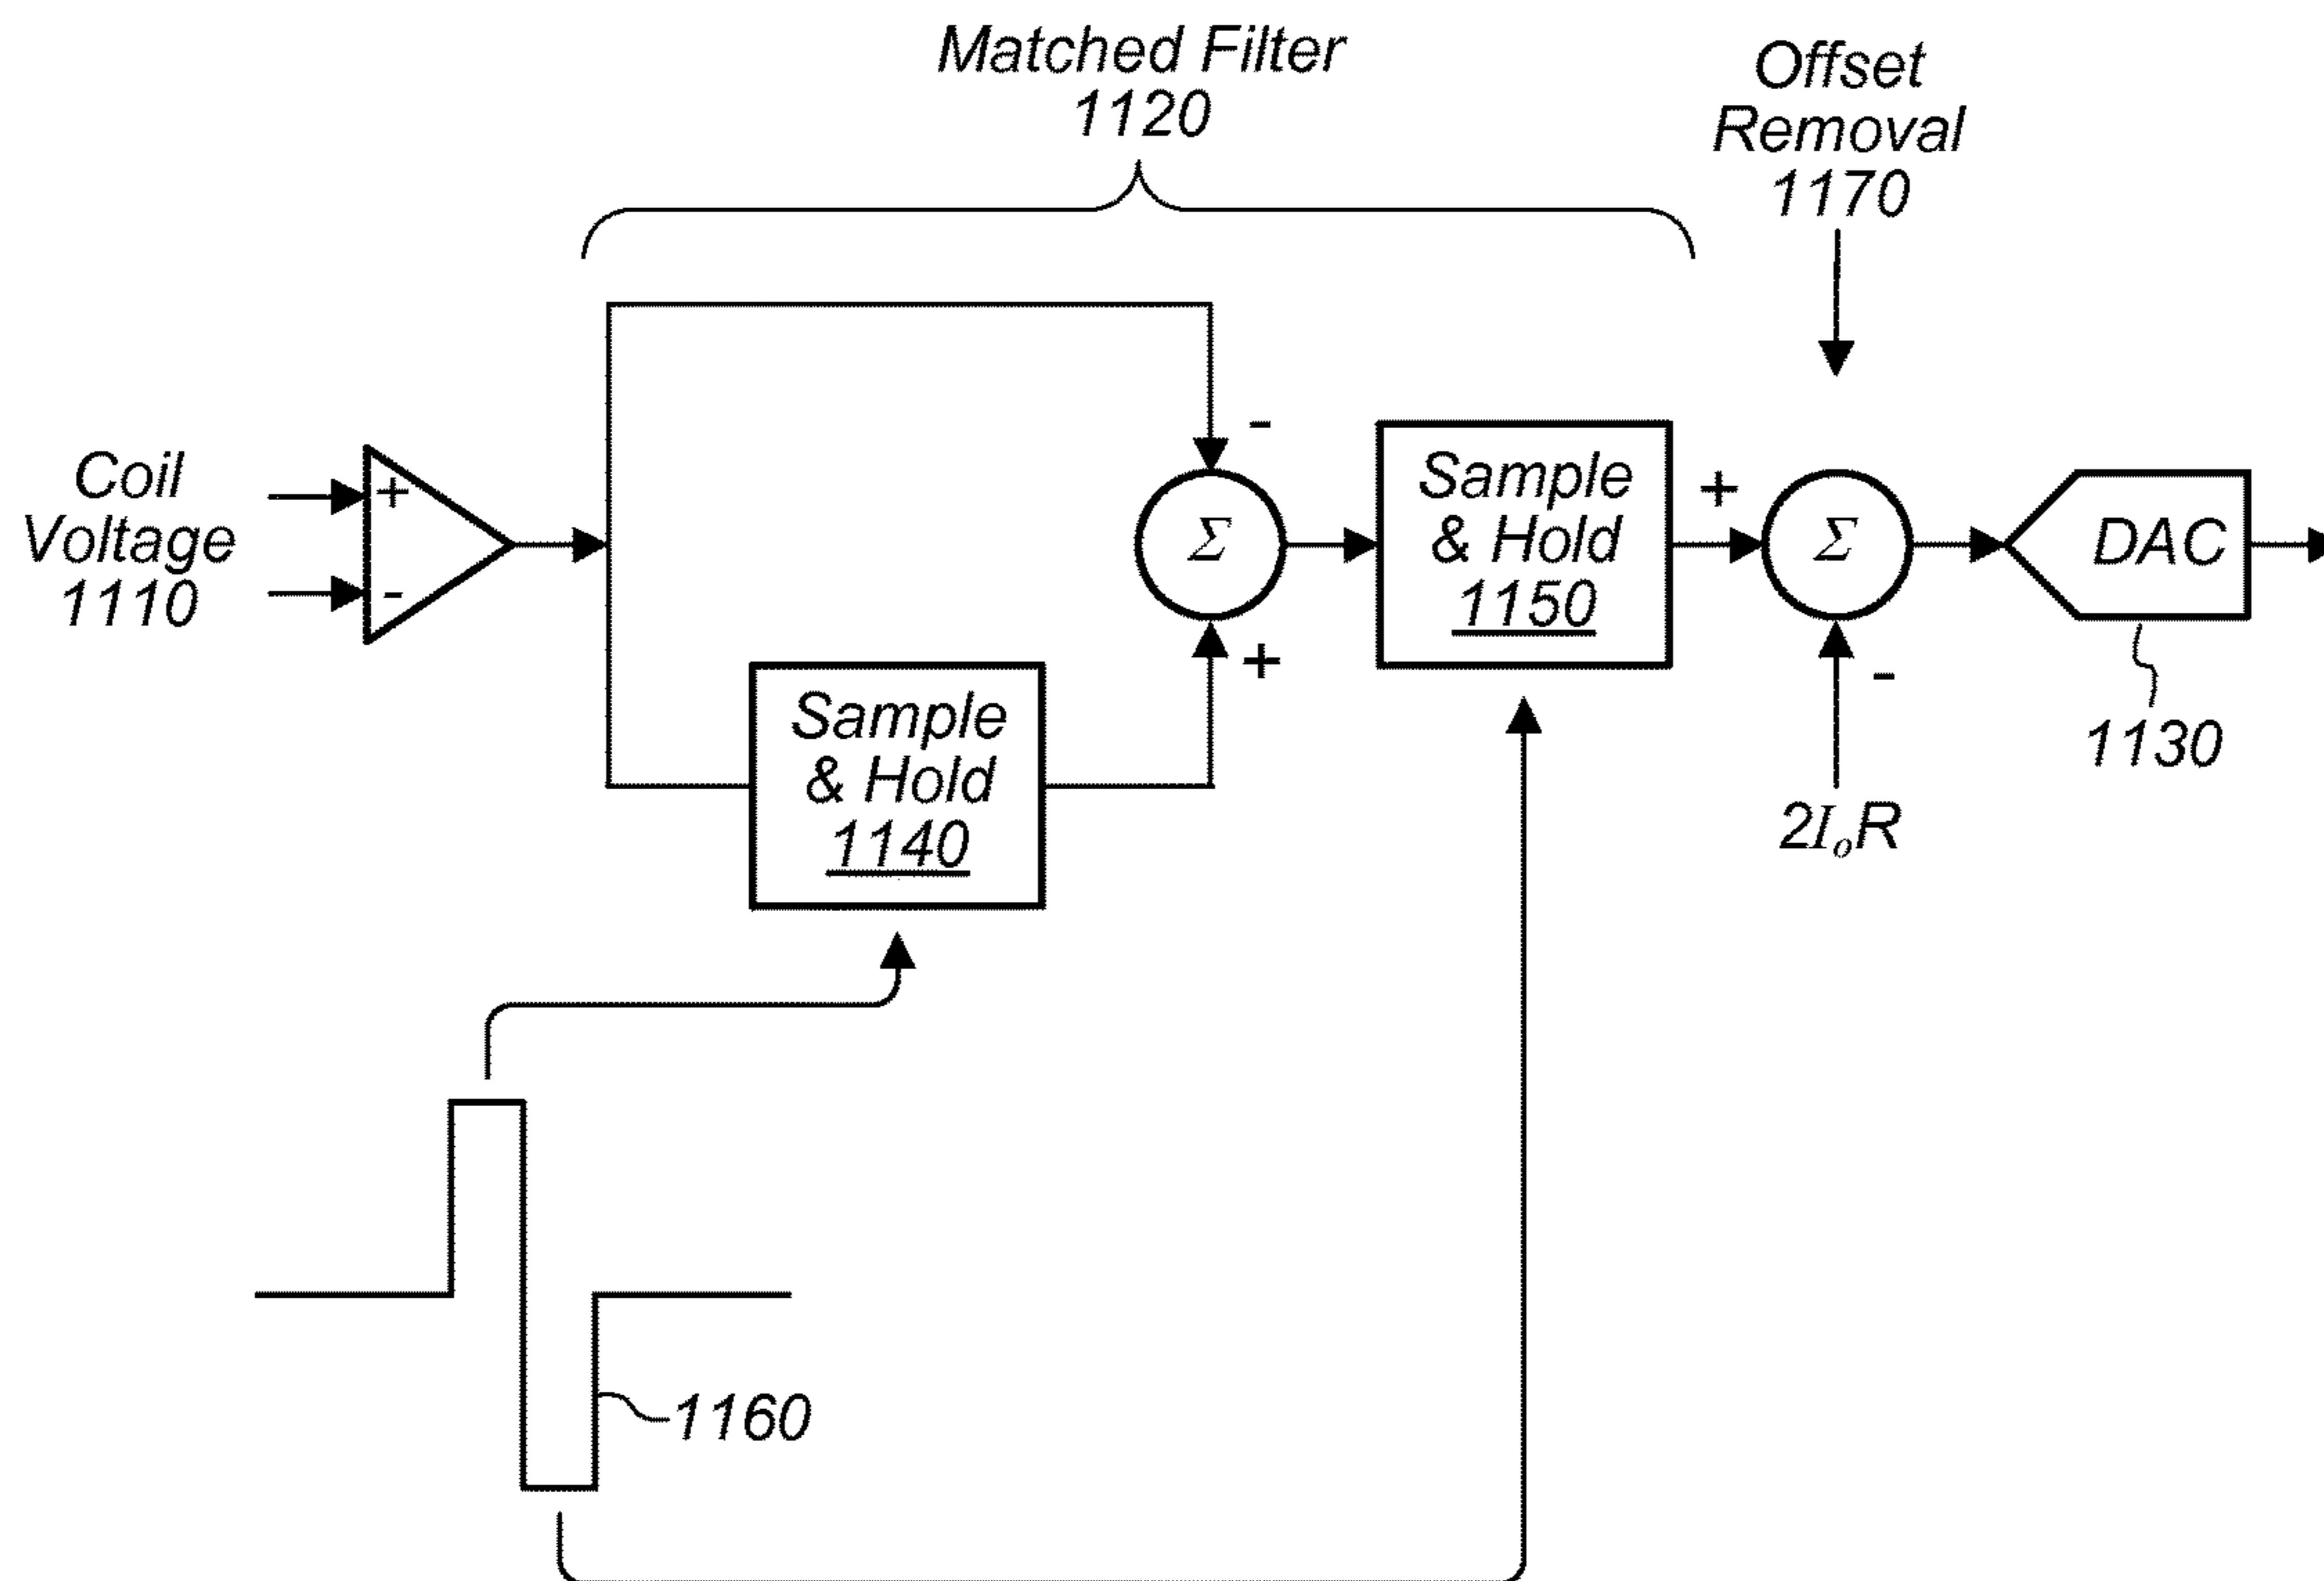 Matched Filter
1120
Offset
Removal
1170
Coil
Voltage
1110
+
-
-
Σ
+
Sample
& Hold
1140
Sample
& Hold
1150
+
Σ
-
2IₒR
DAC
1130
1160